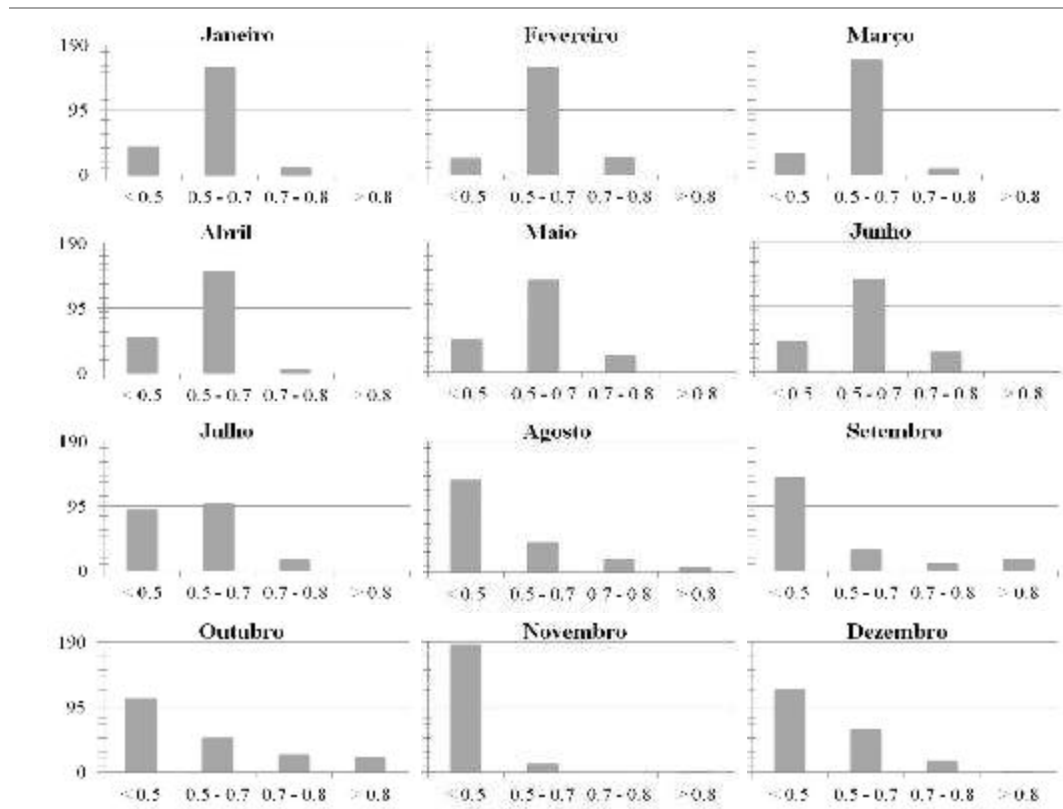 Janeiro Fevereiro Março
190
95
0
< 0.5 0.5 - 0.7 0.7 - 0.8 > 0.8 < 0.5 0.5 - 0.7 0.7 - 0.8 > 0.8 < 0.5 0.5 - 0.7 0.7 - 0.8 > 0.8
Abril Maio Junho
190
95
0
< 0.5 0.5 - 0.7 0.7 - 0.8 > 0.8 < 0.5 0.5 - 0.7 0.7 - 0.8 > 0.8 < 0.5 0.5 - 0.7 0.7 - 0.8 > 0.8
Julho Agosto Setembro
190
95
0
< 0.5 0.5 - 0.7 0.7 - 0.8 > 0.8 < 0.5 0.5 - 0.7 0.7 - 0.8 > 0.8 < 0.5 0.5 - 0.7 0.7 - 0.8 > 0.8
Outubro Novembro Dezembro
190
95
0
< 0.5 0.5 - 0.7 0.7 - 0.8 > 0.8 < 0.5 0.5 - 0.7 0.7 - 0.8 > 0.8 < 0.5 0.5 - 0.7 0.7 - 0.8 > 0.8